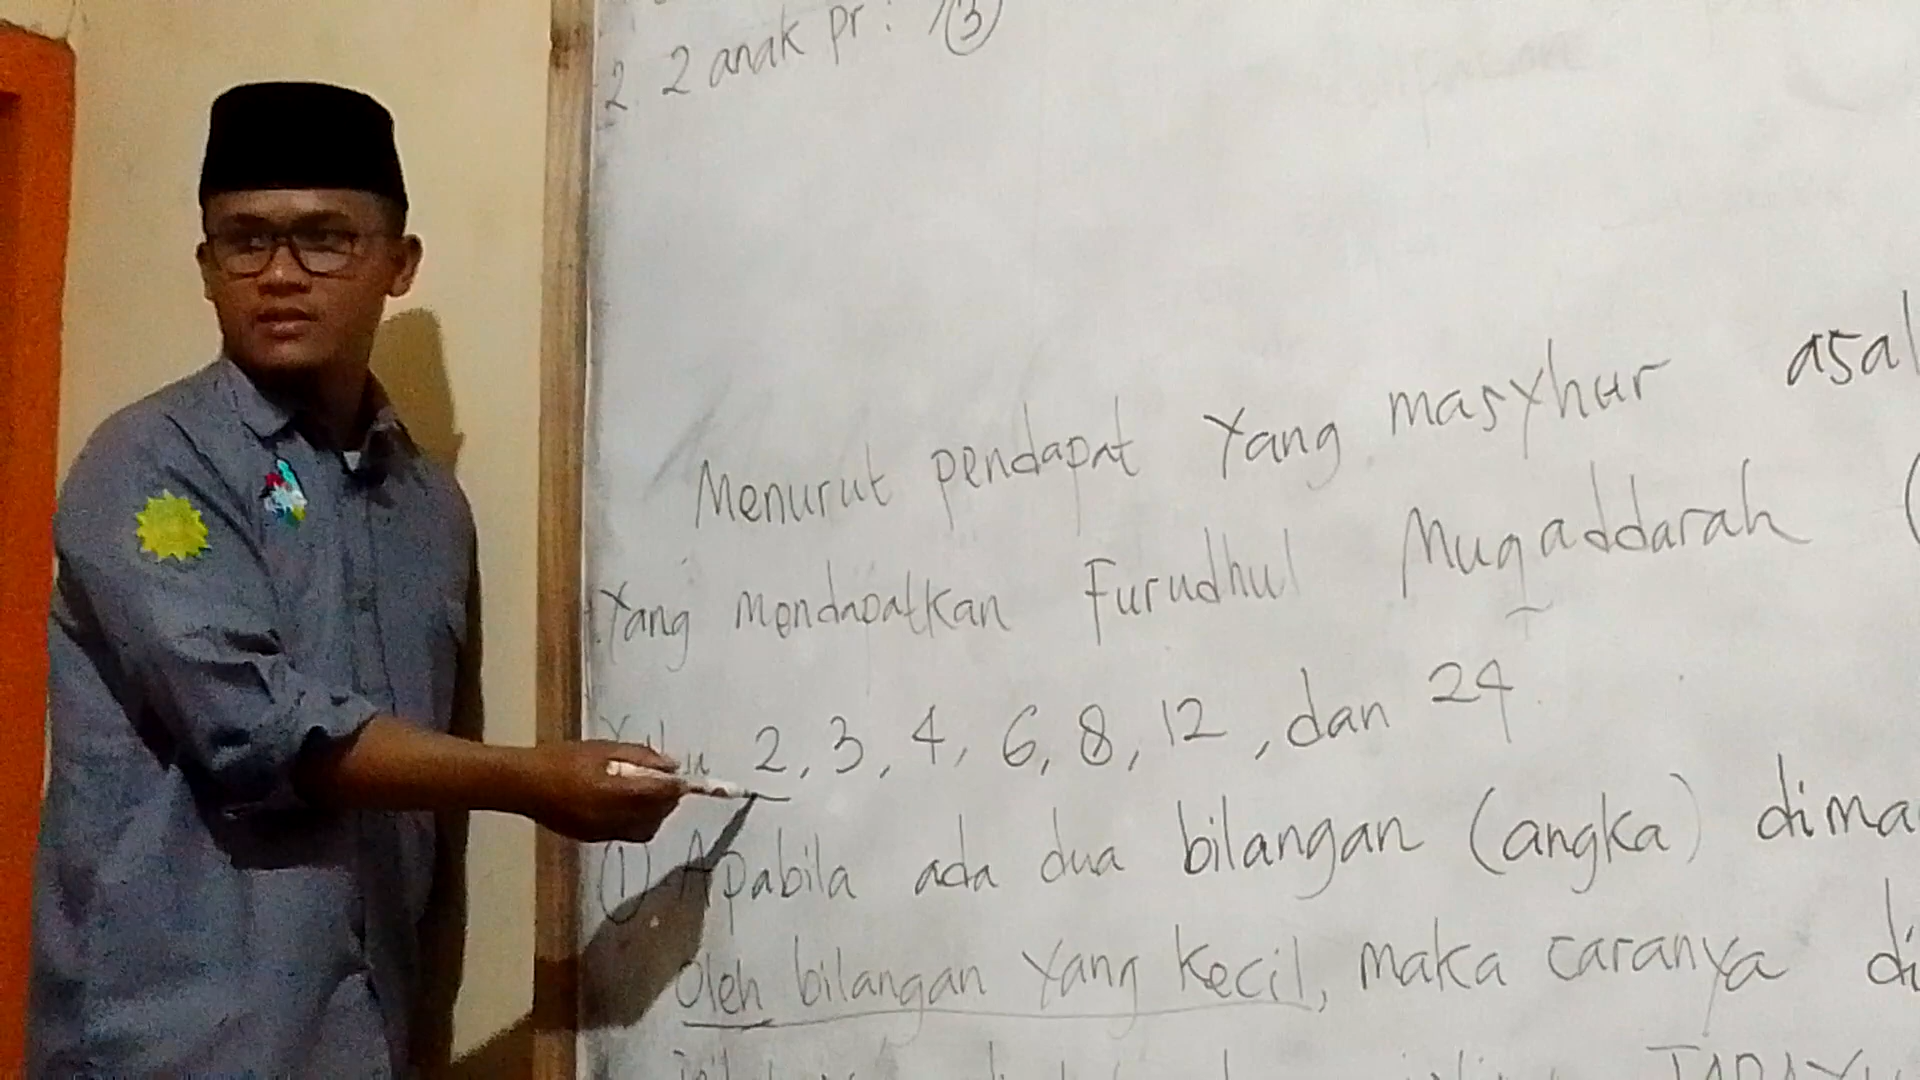 2. 2 anak pr : 3
Menurut pendapat Yang masyhur asal
Yang mendapatkan Furudhul Muqaddarah (
2, 3, 4, 6, 8, 12, dan 24
(1) Apabila ada dua bilangan (angka) dima
Oleh bilangan Yang Kecil, maka caranya di